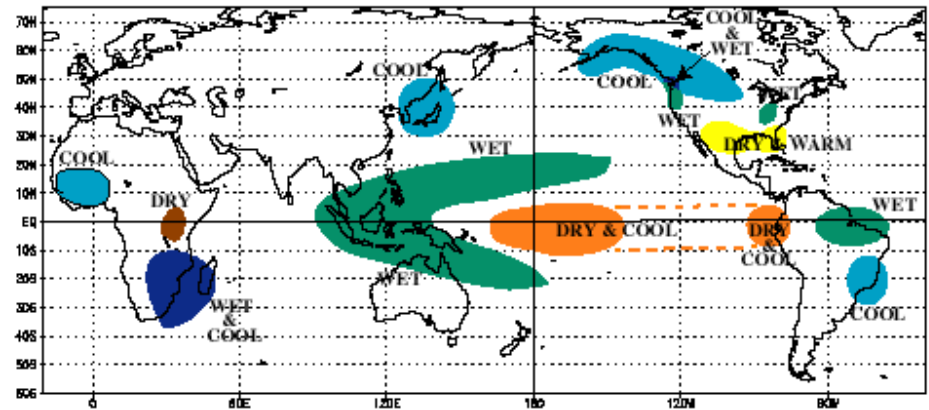 70N
60N
50N
40N
30N
20N
10N
EQ
10S
20S
30S
40S
50S
60S
COOL
&
WET
COOL
COOL
WET
WET
DRY & WARM
COOL
WET
DRY
WET
DRY & COOL
DRY
&
COOL
WET
WET
&
COOL
COOL
0
60E
120E
180
120W
60W